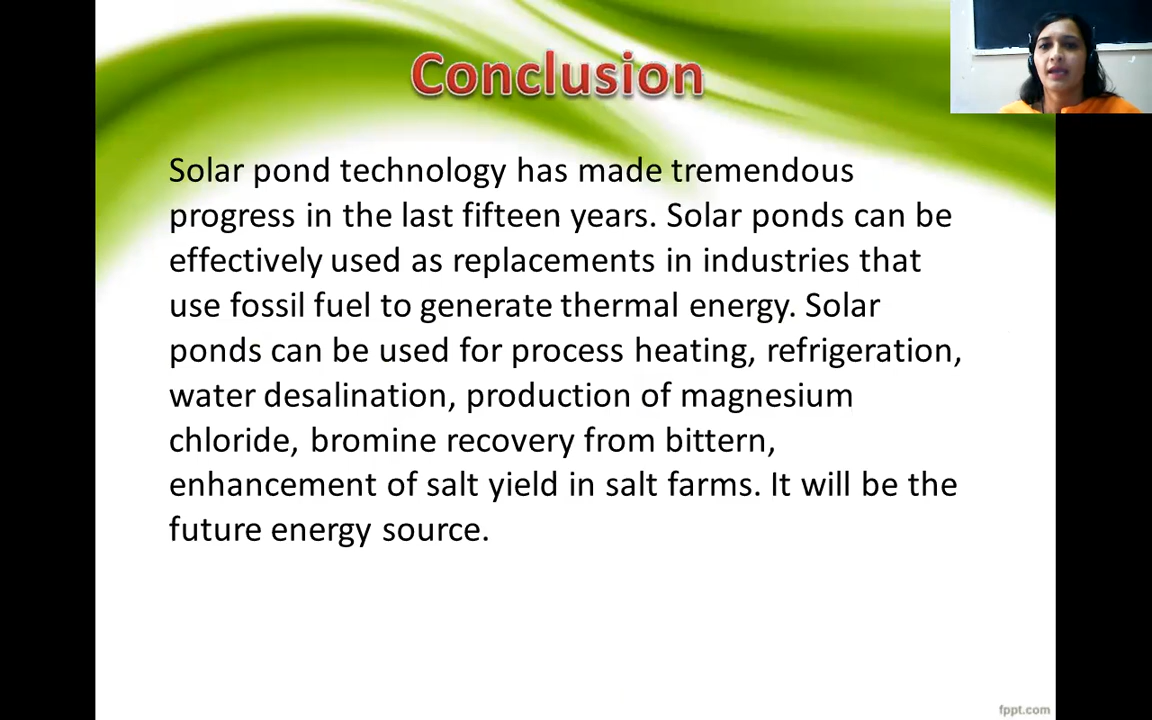 Conclusion
Solar pond technology has made tremendous
progress in the last fifteen years. Solar ponds can be
effectively used as replacements in industries that
use fossil fuel to generate thermal energy. Solar
ponds can be used for process heating, refrigeration,
water desalination, production of magnesium
chloride, bromine recovery from bittern,
enhancement of salt yield in salt farms. It will be the
future energy source.
fppt.com